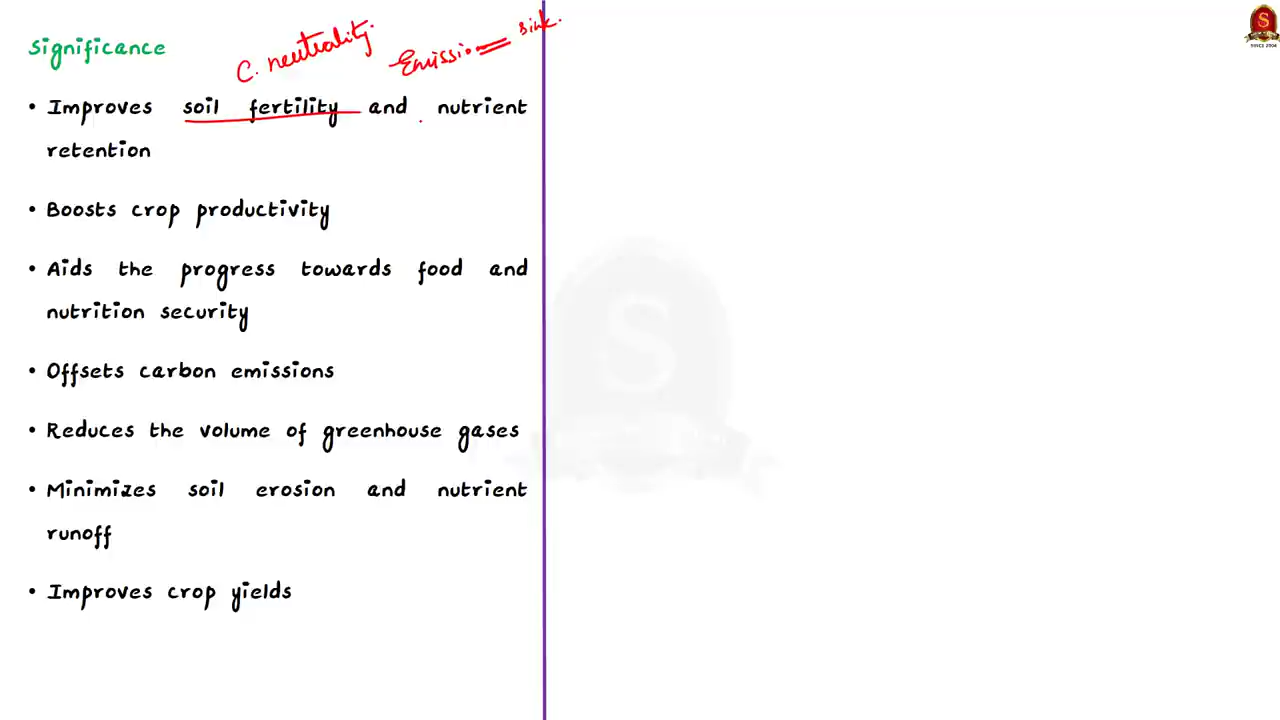 significance
C. neutrality.
Emission = sink.
• Improves soil fertility and nutrient
retention
• Boosts crop productivity
• Aids the progress towards food and
nutrition security
• Offsets carbon emissions
• Reduces the volume of greenhouse gases
• Minimizes soil erosion and nutrient
runoff
• Improves crop yields
S
SINCE 2004
S